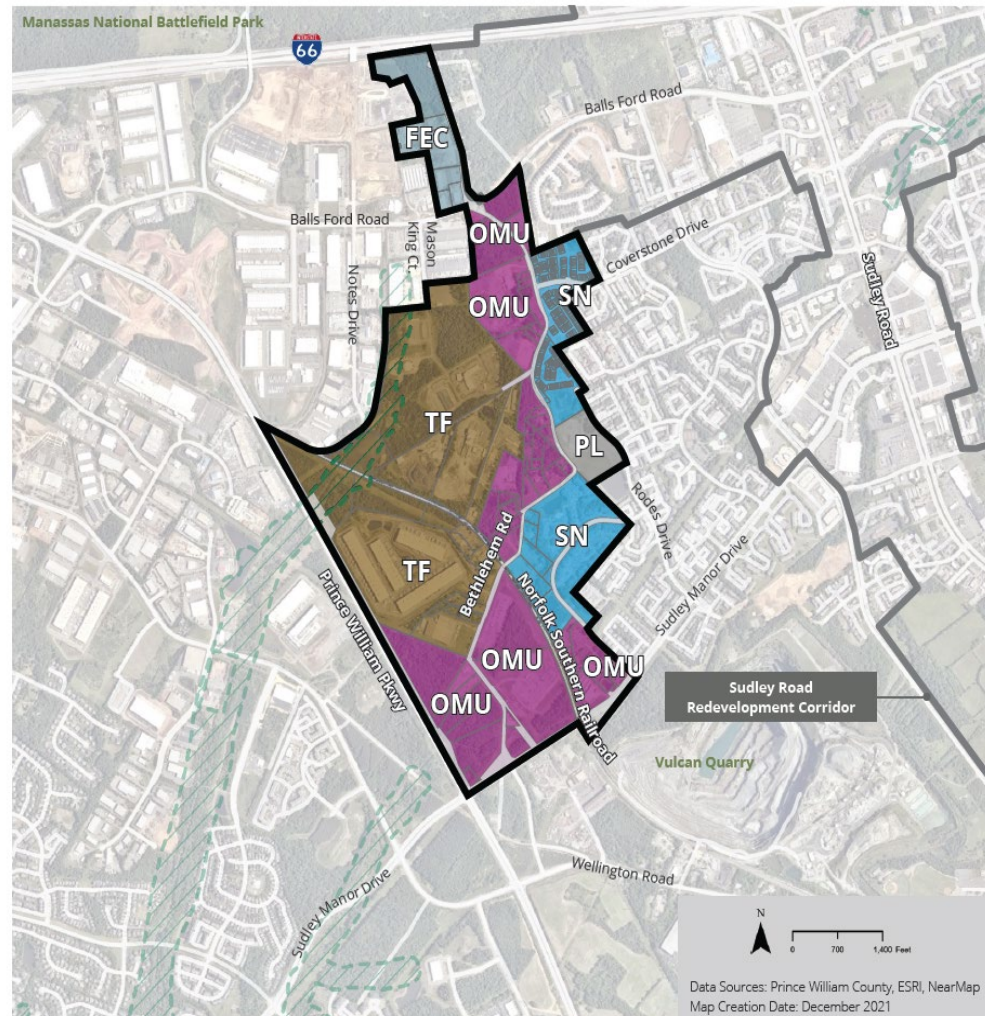 Manassas National Battlefield Park
INTERSTATE
66
Balls Ford Road
FEC
Balls Ford Road
Mason
King Ct.
OMU
Coverstone Drive
Sudley Road
Notes Drive
OMU
SN
TF
PL
Rodes Drive
SN
Bethlehem Rd
TF
Norfolk Southern Railroad
Sudley Manor Drive
Prince William Pkwy
OMU
OMU
OMU
Sudley Road
Redevelopment Corridor
Vulcan Quarry
Wellington Road
Sudley Manor Drive
N
0 700 1,400 Feet
Data Sources: Prince William County, ESRI, NearMap
Map Creation Date: December 2021